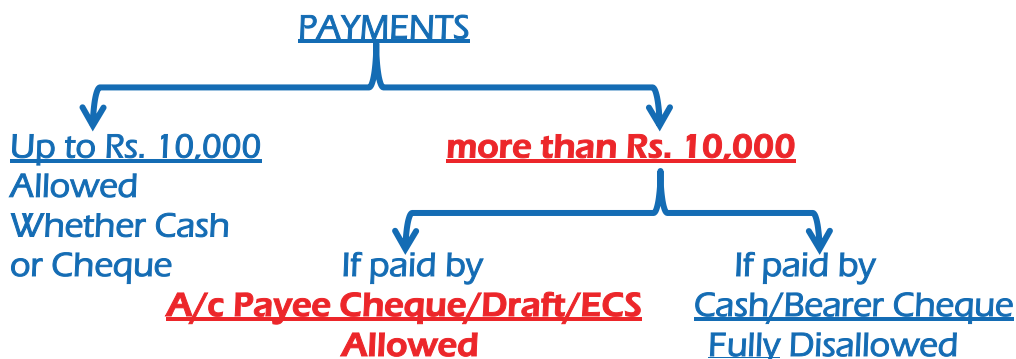 PAYMENTS
Up to Rs. 10,000
Allowed
Whether Cash
or Cheque
more than Rs. 10,000
If paid by
A/c Payee Cheque/Draft/ECS
Allowed
If paid by
Cash/Bearer Cheque
Fully Disallowed